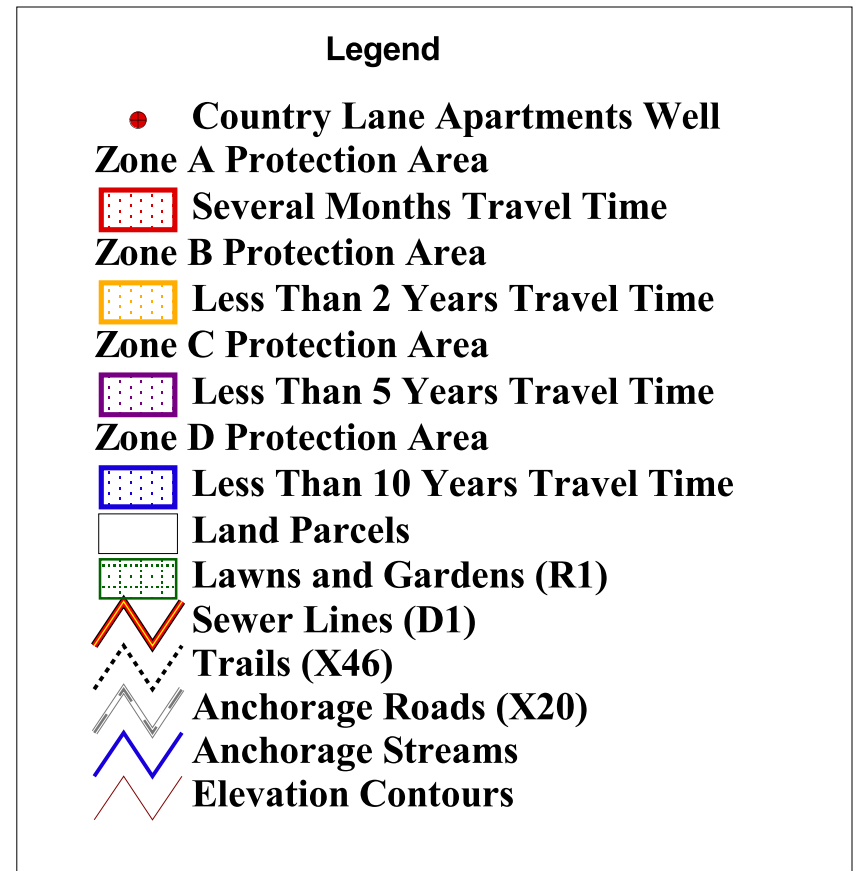 Legend
Country Lane Apartments Well
Zone A Protection Area
Several Months Travel Time
Zone B Protection Area
Less Than 2 Years Travel Time
Zone C Protection Area
Less Than 5 Years Travel Time
Zone D Protection Area
Less Than 10 Years Travel Time
Land Parcels
Lawns and Gardens (R1)
Sewer Lines (D1)
Trails (X46)
Anchorage Roads (X20)
Anchorage Streams
Elevation Contours